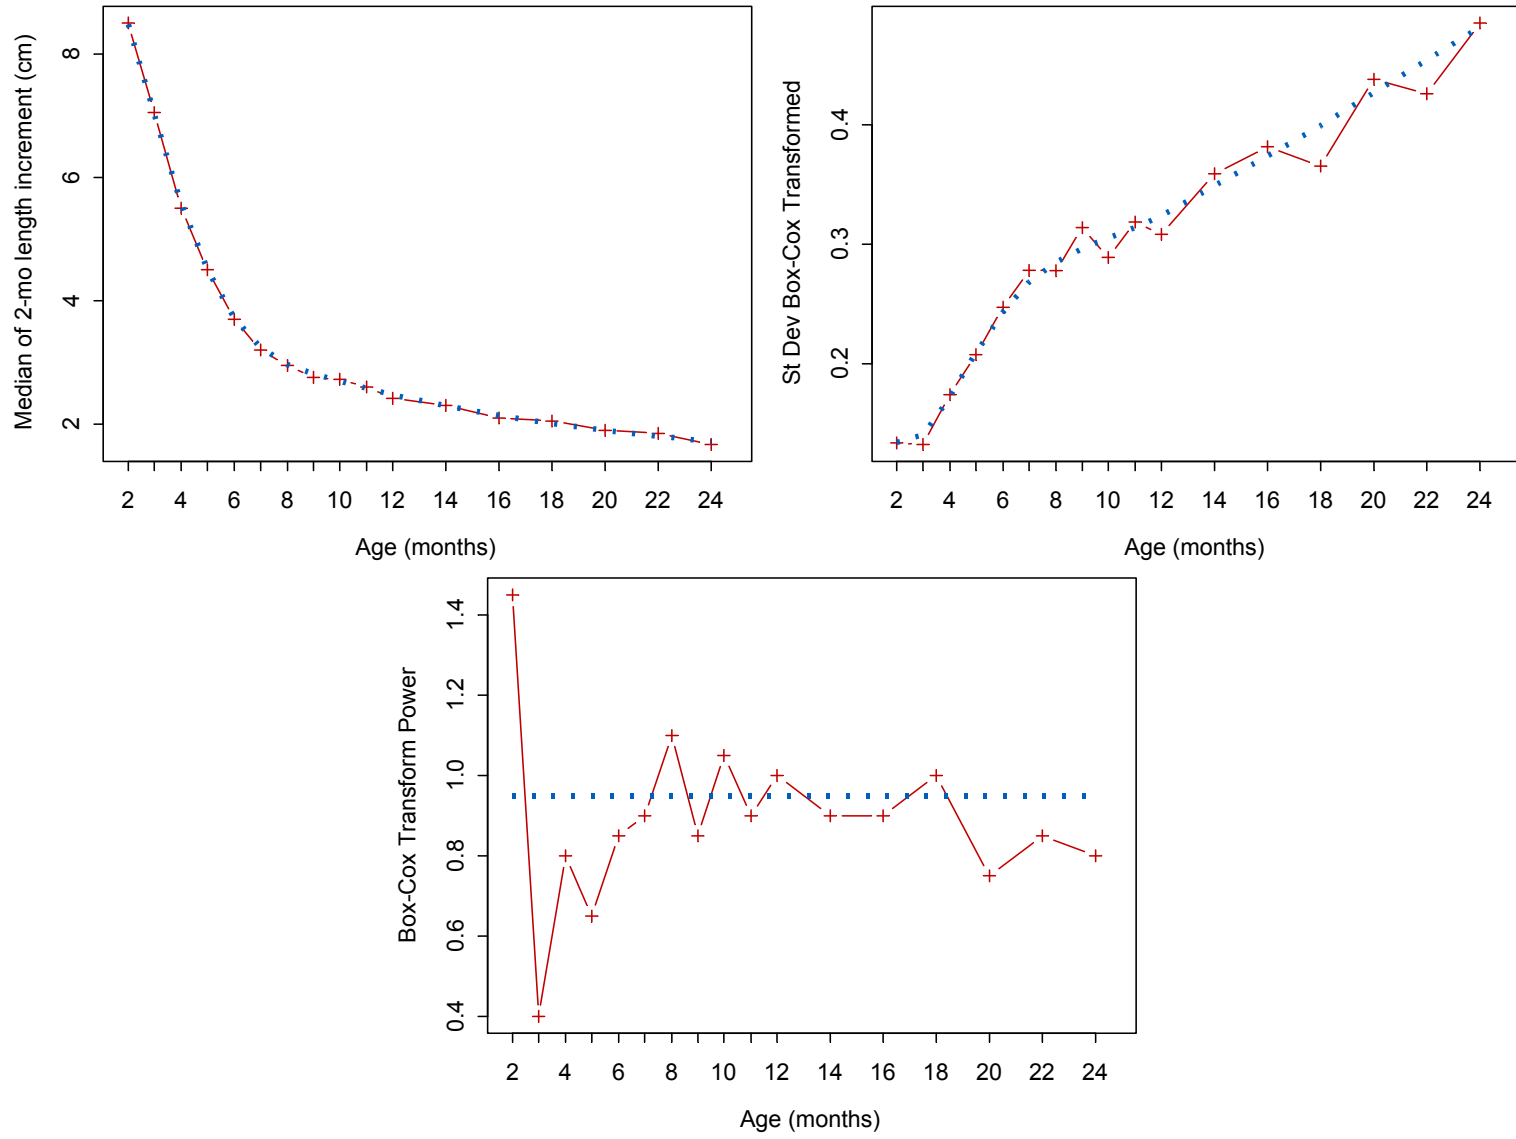 Median of 2-mo length increment (cm)
8
6
4
2
2 4 6 8 10 12 14 16 18 20 22 24
Age (months)
St Dev Box-Cox Transformed
0.4
0.3
0.2
2 4 6 8 10 12 14 16 18 20 22 24
Age (months)
Box-Cox Transform Power
1.4
1.2
1.0
0.8
0.6
0.4
2 4 6 8 10 12 14 16 18 20 22 24
Age (months)